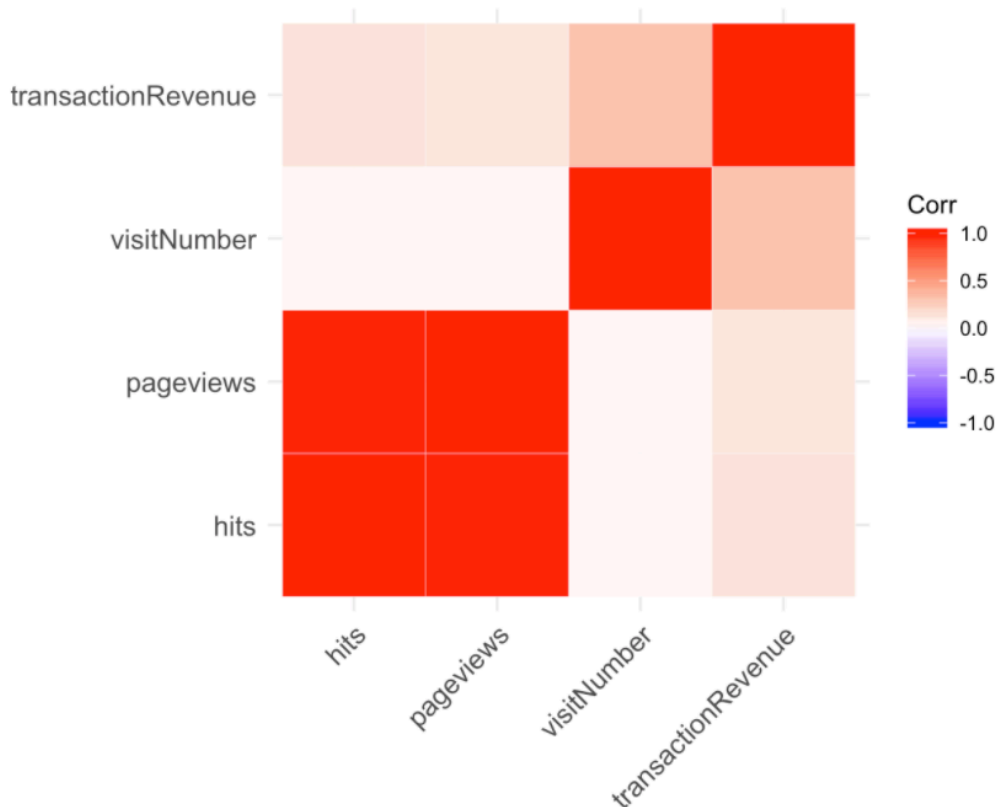 transactionRevenue
visitNumber
pageviews
hits
hits
pageviews
visitNumber
transactionRevenue
Corr
1.0
0.5
0.0
-0.5
-1.0